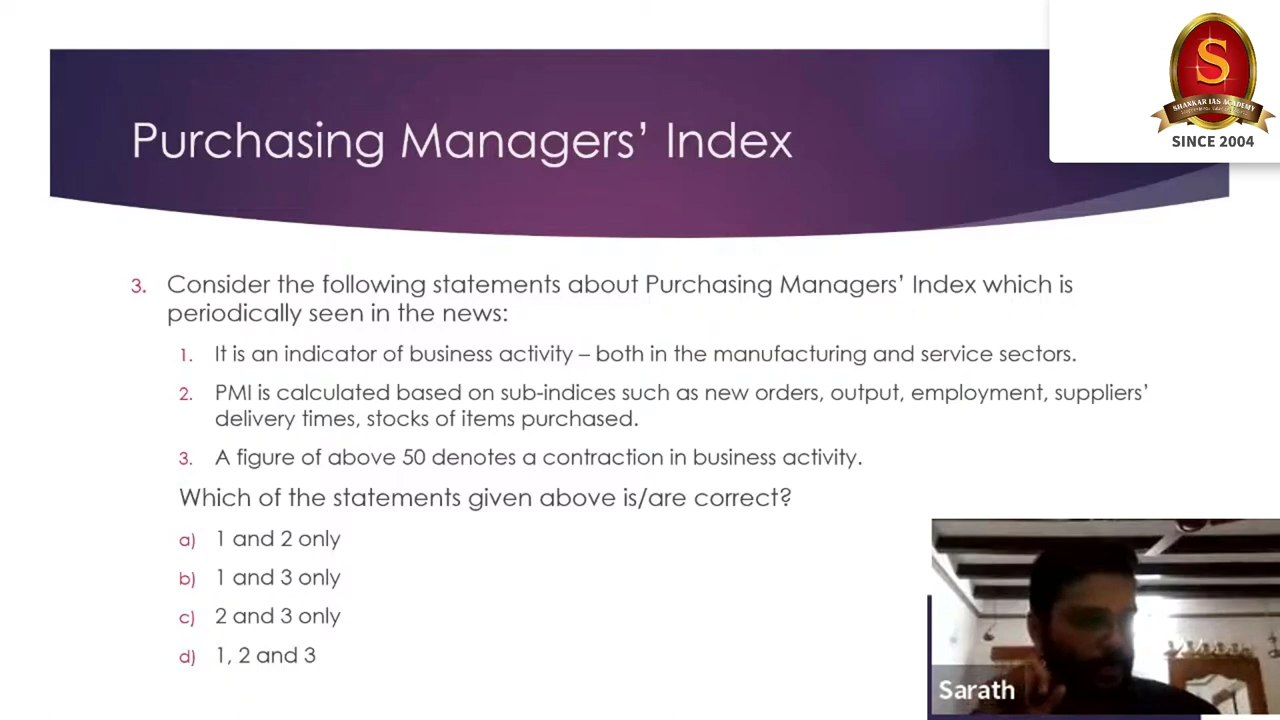 S
SHANKAR IAS ACADEMY
SINCE 2004
Purchasing Managers’ Index
3. Consider the following statements about Purchasing Managers’ Index which is
periodically seen in the news:
1. It is an indicator of business activity – both in the manufacturing and service sectors.
2. PMI is calculated based on sub-indices such as new orders, output, employment, suppliers’
delivery times, stocks of items purchased.
3. A figure of above 50 denotes a contraction in business activity.
Which of the statements given above is/are correct?
a) 1 and 2 only
b) 1 and 3 only
c) 2 and 3 only
d) 1, 2 and 3
Sarath